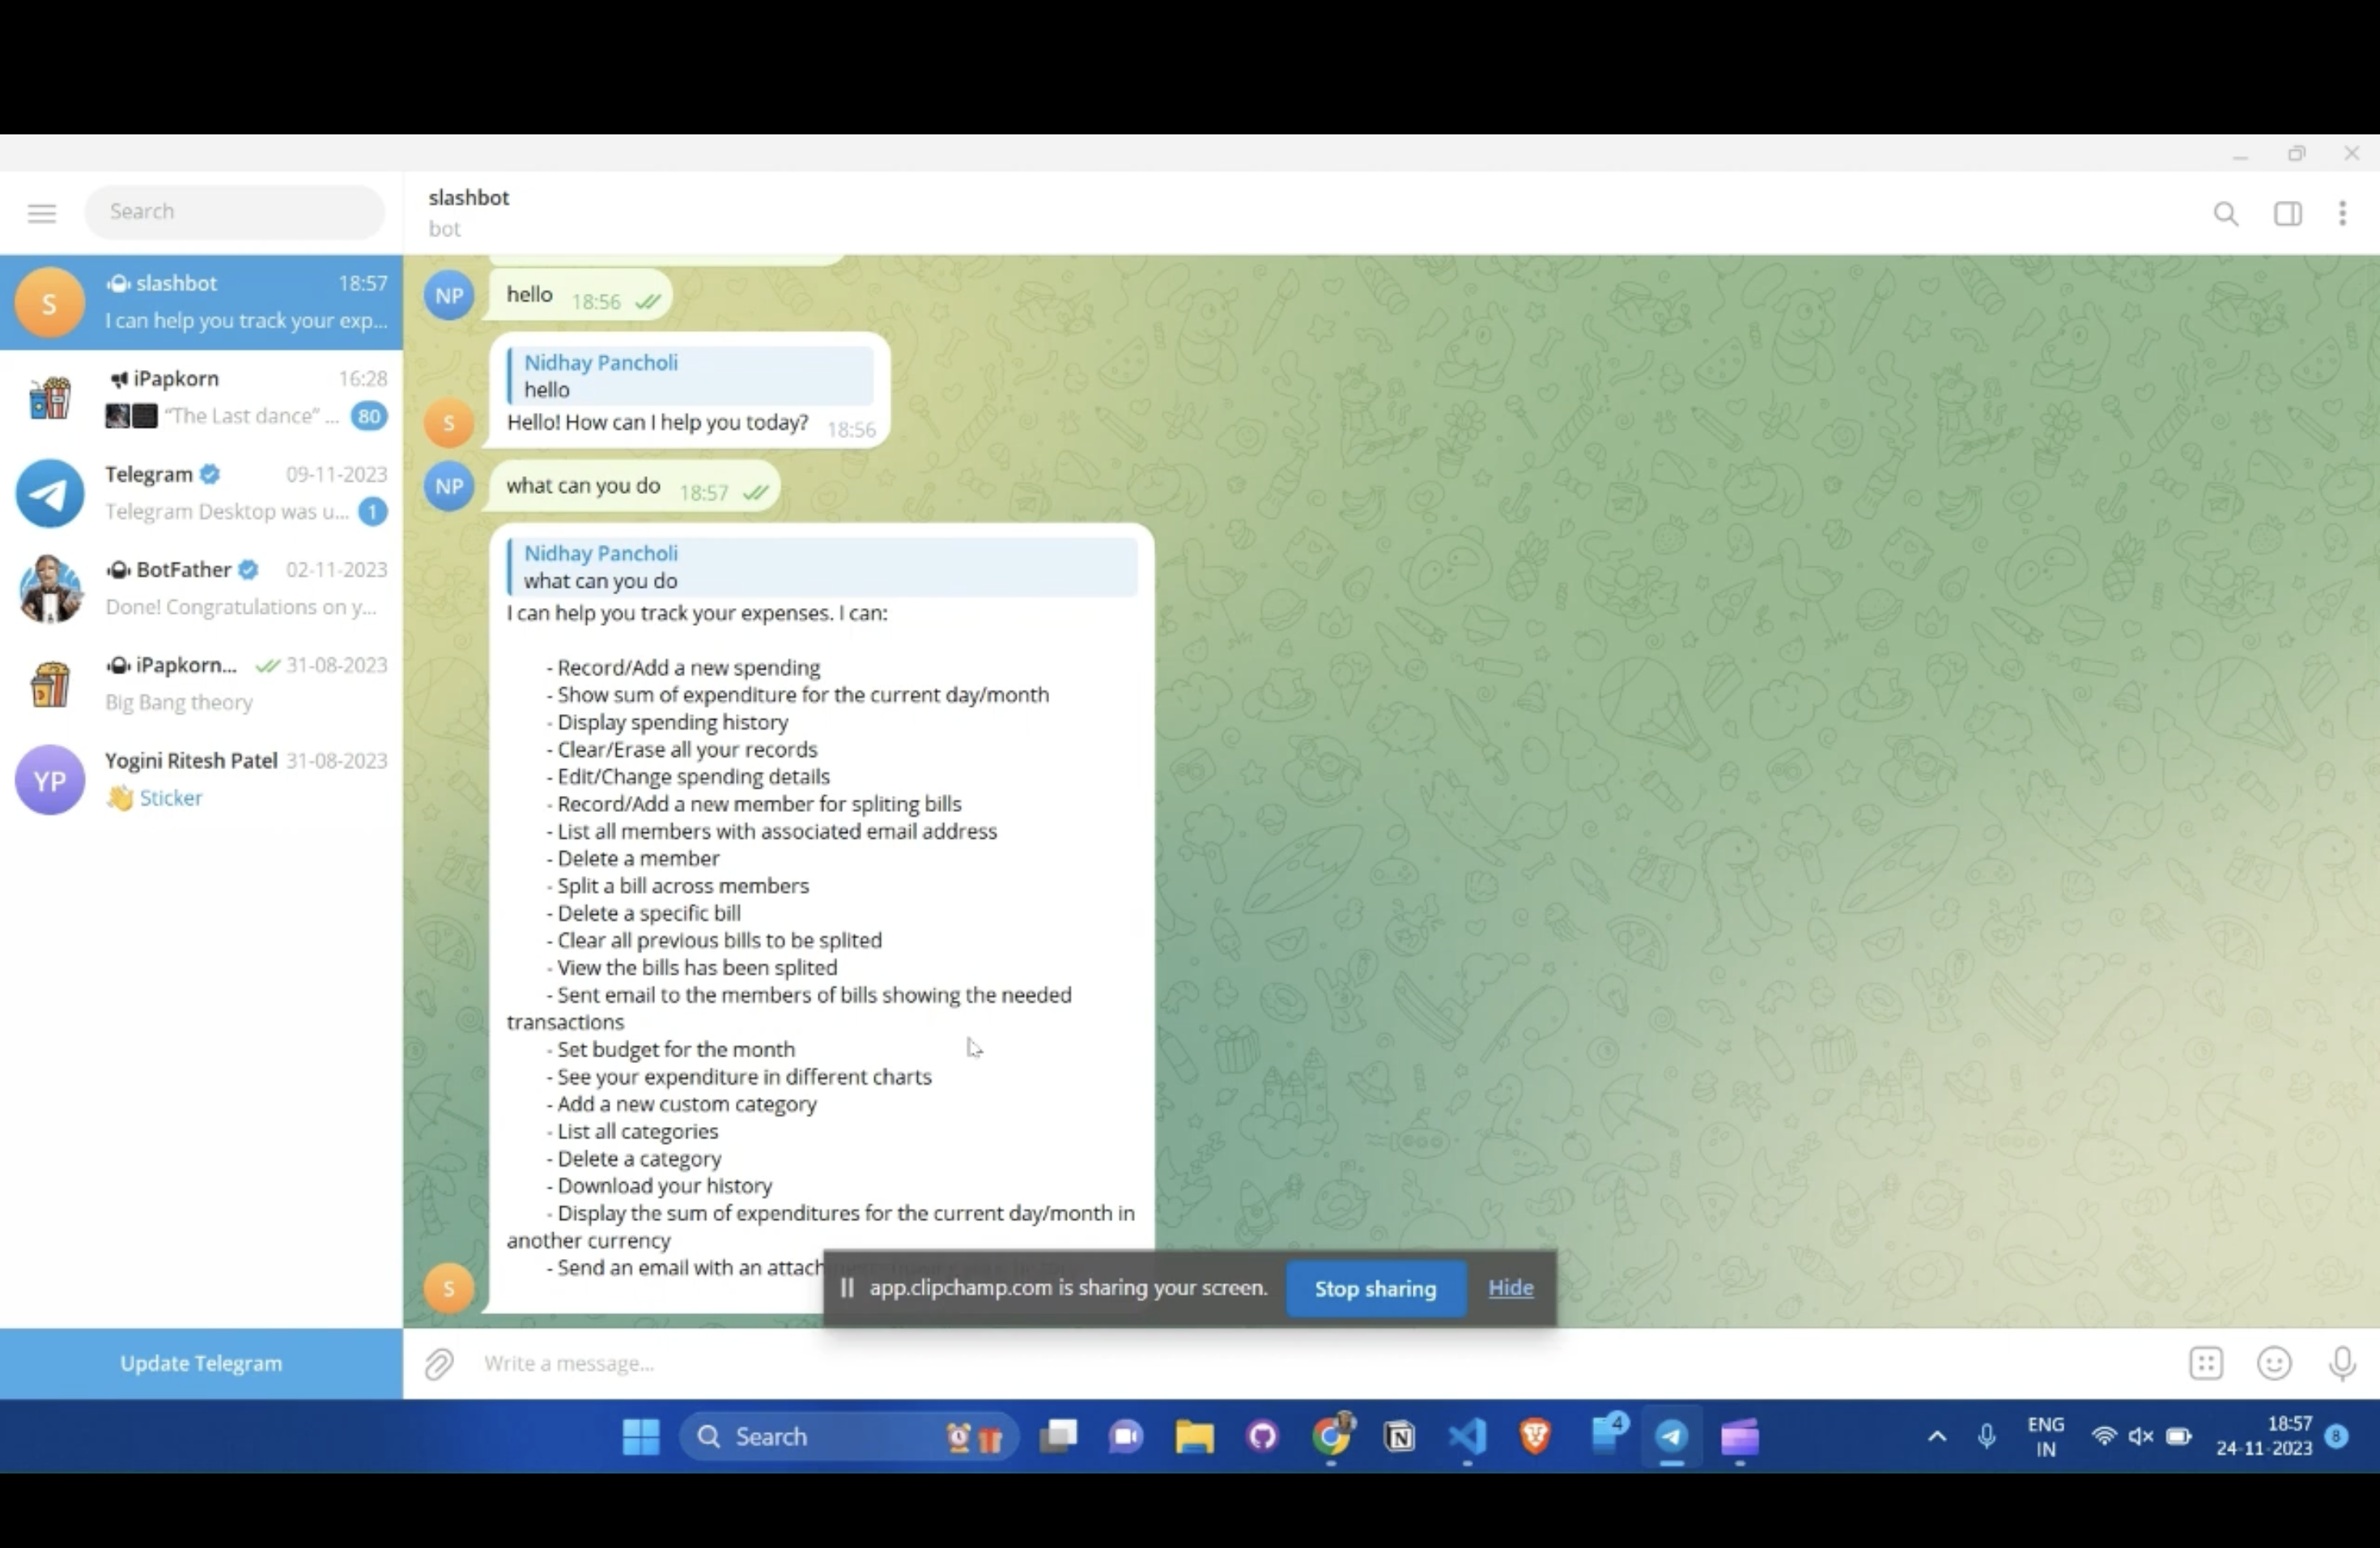 Search
slashbot
bot
slashbot 18:57
I can help you track your exp...
iPapkorn 16:28
“The Last dance” ... 80
Telegram 09-11-2023
Telegram Desktop was u... 1
BotFather 02-11-2023
Done! Congratulations on y...
iPapkorn... 31-08-2023
Big Bang theory
YP
Yogini Ritesh Patel 31-08-2023
Sticker
Update Telegram
NP
hello 18:56
Nidhay Pancholi
hello
S
Hello! How can I help you today? 18:56
NP
what can you do 18:57
Nidhay Pancholi
what can you do
I can help you track your expenses. I can:
- Record/Add a new spending
- Show sum of expenditure for the current day/month
- Display spending history
- Clear/Erase all your records
- Edit/Change spending details
- Record/Add a new member for spliting bills
- List all members with associated email address
- Delete a member
- Split a bill across members
- Delete a specific bill
- Clear all previous bills to be splited
- View the bills has been splited
- Sent email to the members of bills showing the needed
transactions
- Set budget for the month
- See your expenditure in different charts
- Add a new custom category
- List all categories
- Delete a category
- Download your history
- Display the sum of expenditures for the current day/month in
another currency
- Send an email with an
S
app.clipchamp.com is sharing your screen. Stop sharing Hide
Write a message...
Search
4
ENG
IN
18:57
24-11-2023
8